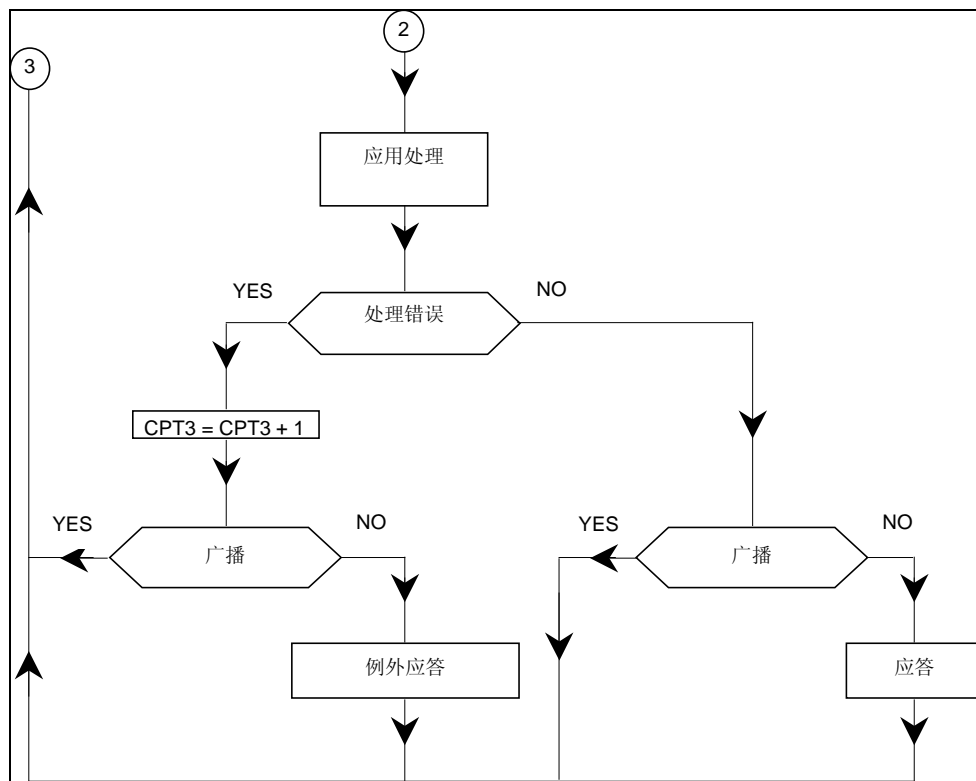 2
3
应用处理
YES
NO
处理错误
CPT3 = CPT3 + 1
YES
NO
YES
NO
广播
广播
例外应答
应答